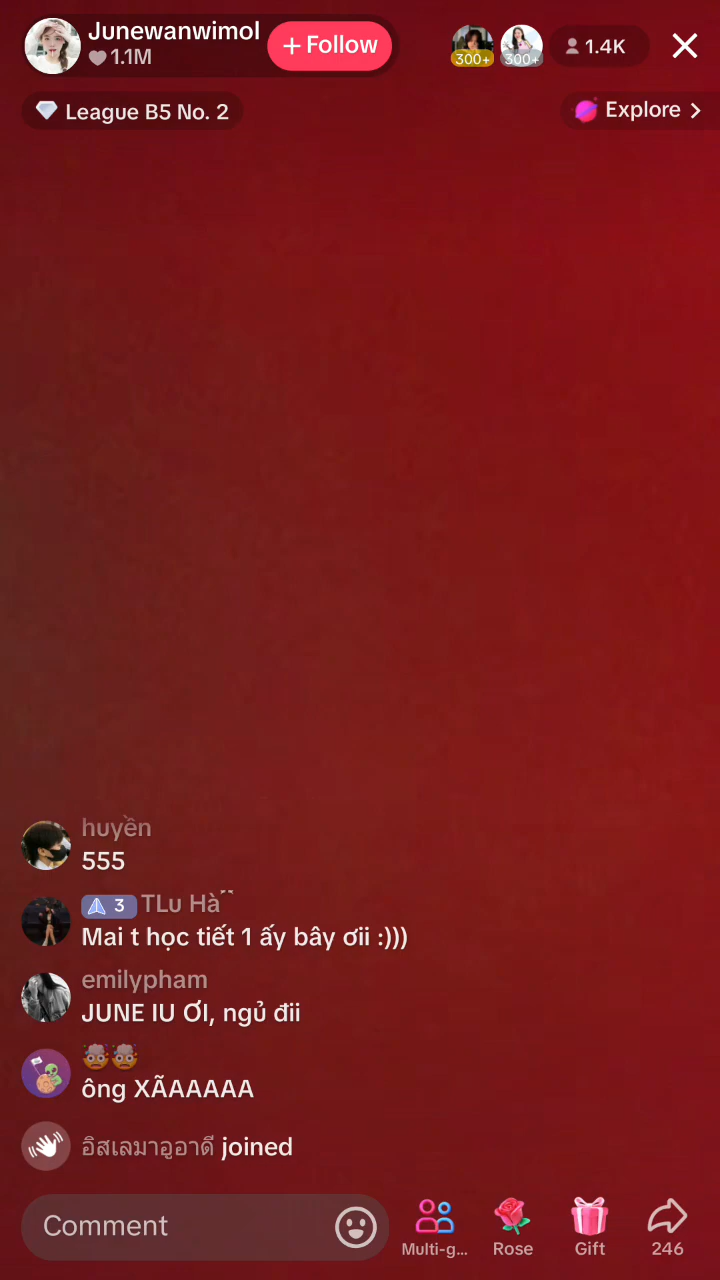 Junewanwimol
1.1M
+ Follow
300+
300+
1.4K
League B5 No. 2
Explore
huyền
555
3 TLu Hà
Mai t học tiết 1 ấy bây ơii :)))
emilypham
JUNE IU ƠI, ngủ đii
ông XÃAAAAA
อิสเลมาอูอาดี joined
Comment
Multi-g...
Rose
Gift
246